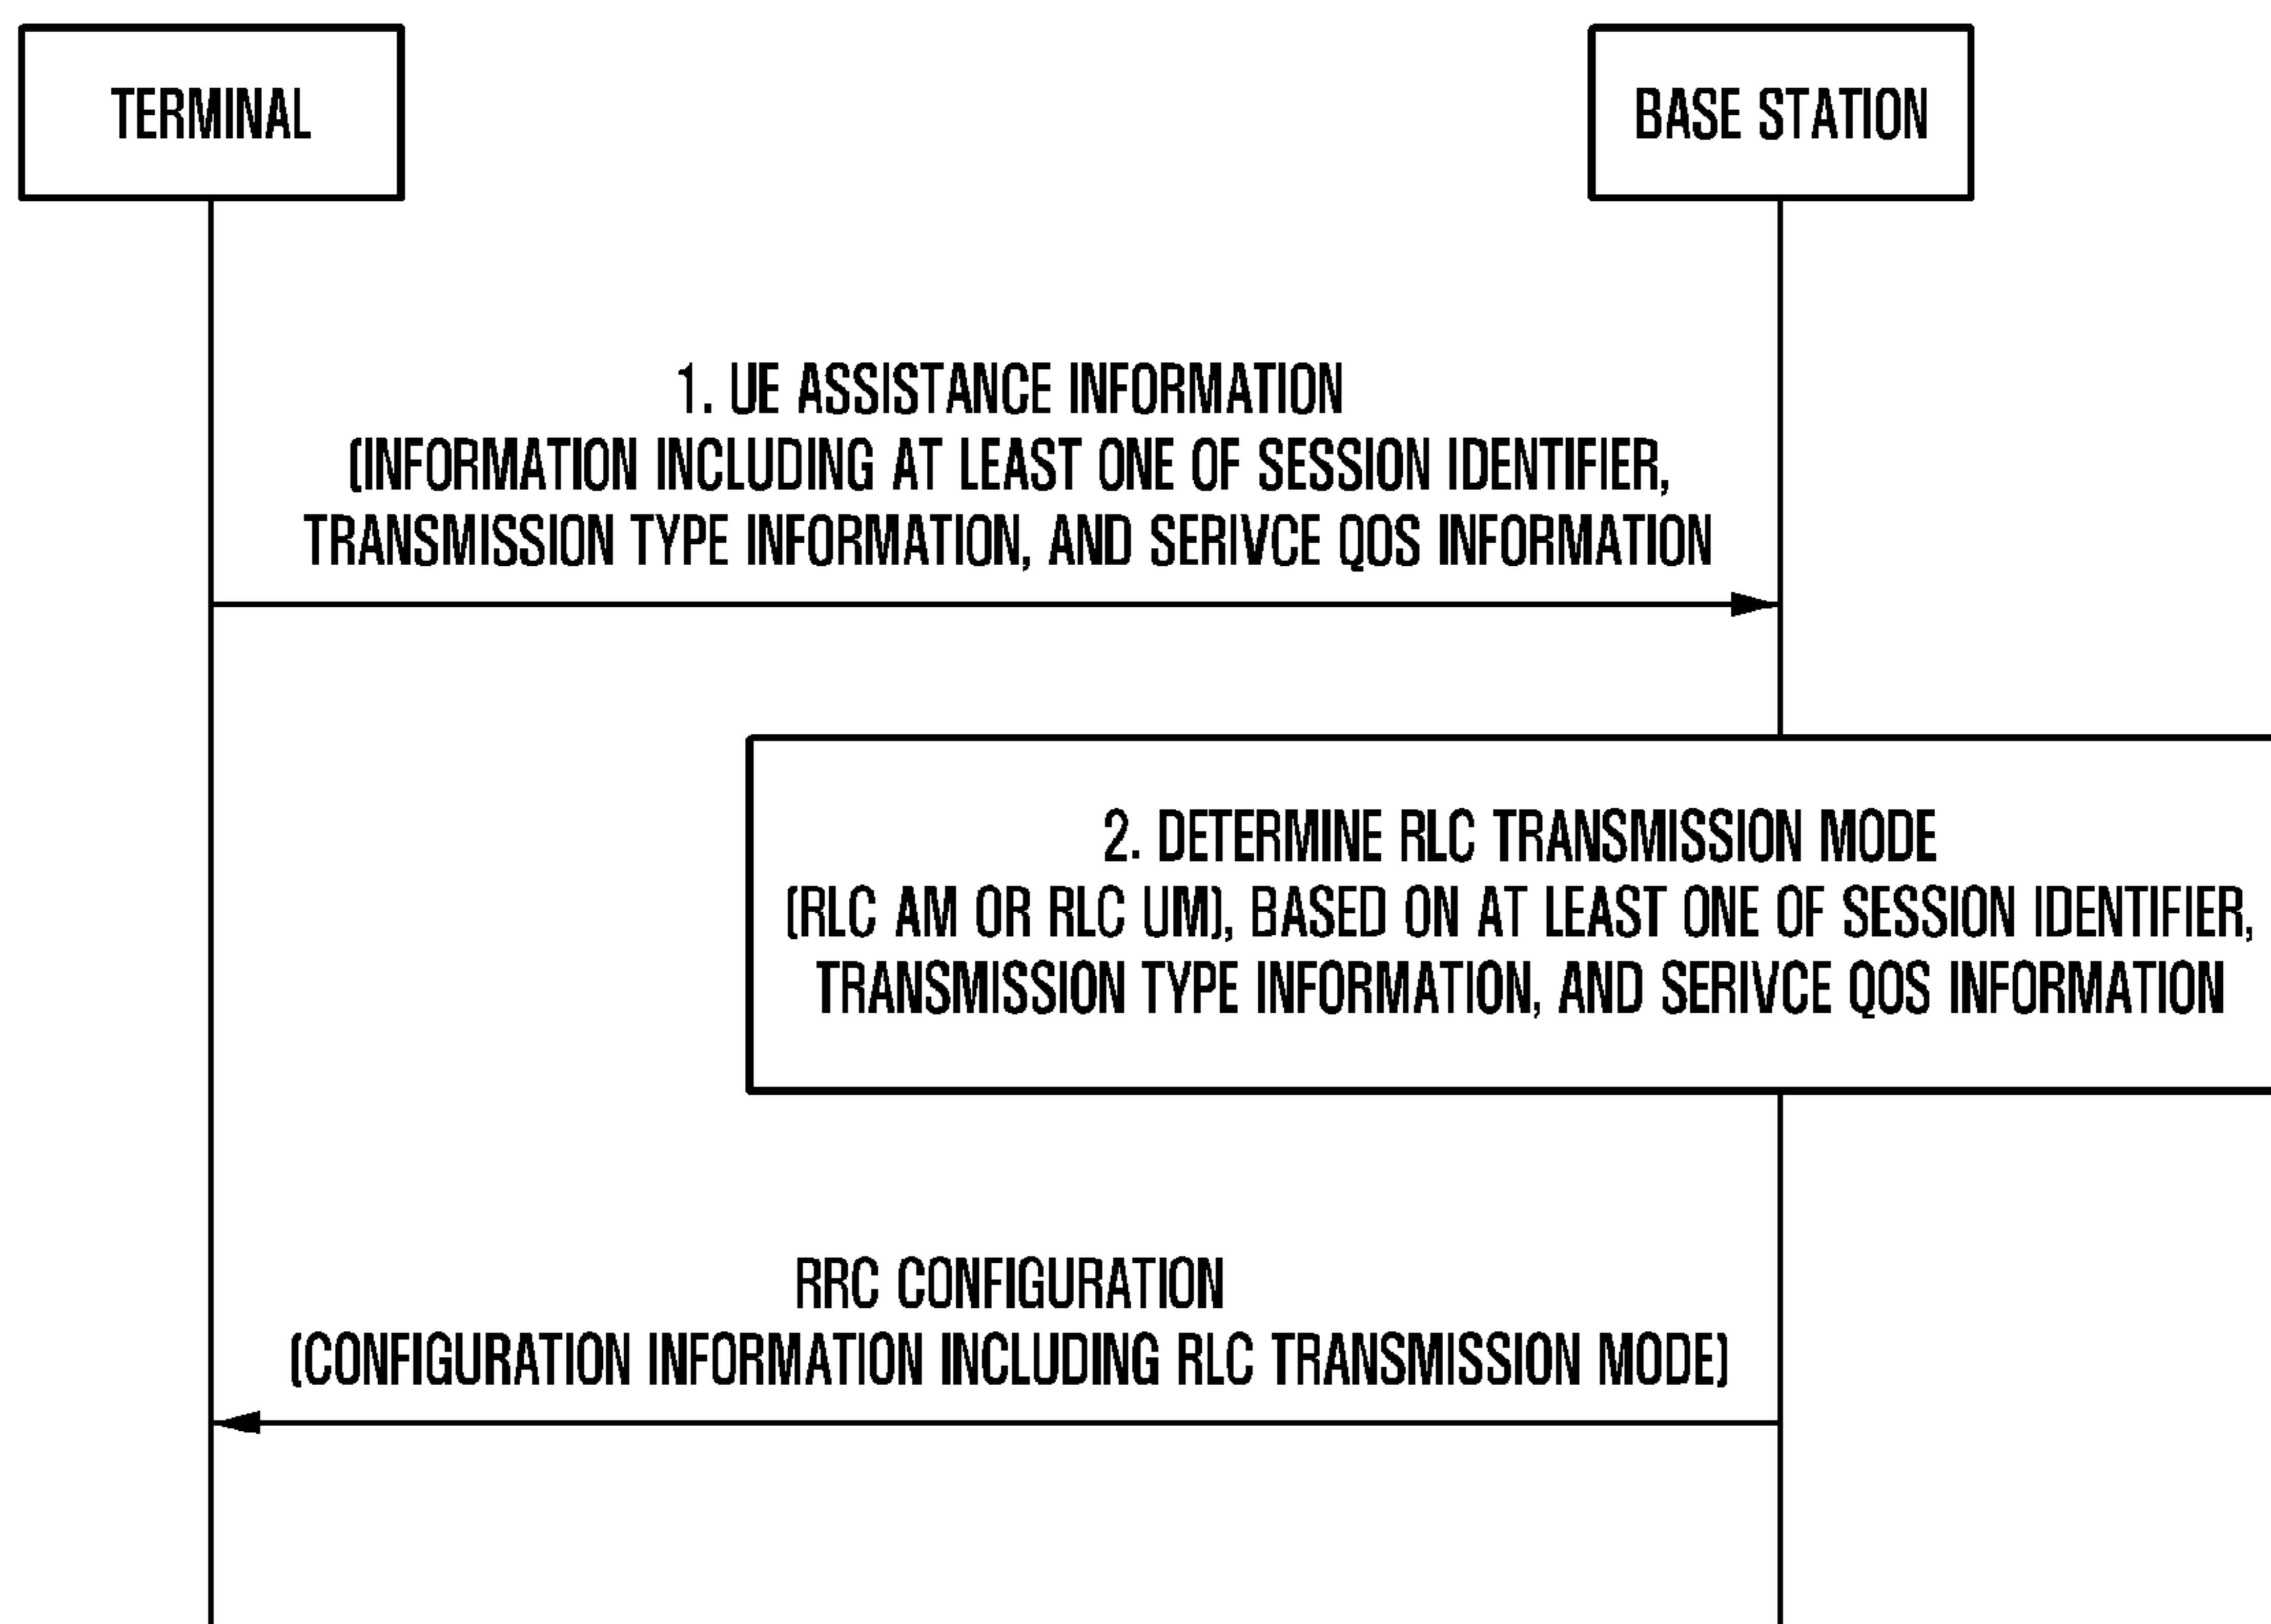 TERMINAL
BASE STATION
1. UE ASSISTANCE INFORMATION
(INFORMATION INCLUDING AT LEAST ONE OF SESSION IDENTIFIER,
TRANSMISSION TYPE INFORMATION, AND SERIVCE QOS INFORMATION
2. DETERMINE RLC TRANSMISSION MODE
(RLC AM OR RLC UM), BASED ON AT LEAST ONE OF SESSION IDENTIFIER,
TRANSMISSION TYPE INFORMATION, AND SERIVCE QOS INFORMATION
RRC CONFIGURATION
(CONFIGURATION INFORMATION INCLUDING RLC TRANSMISSION MODE)